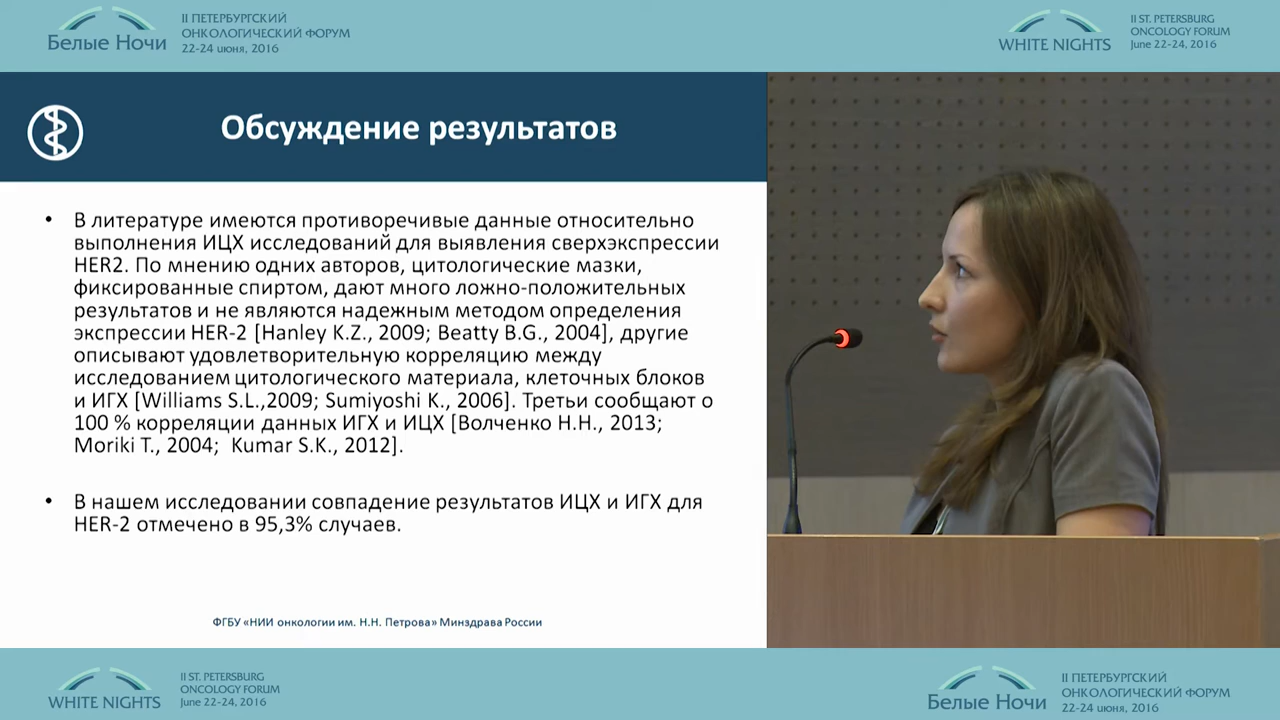 Белые Ночи
II ПЕТЕРБУРГСКИЙ
ОНКОЛОГИЧЕСКИЙ ФОРУМ
22-24 июня, 2016
WHITE NIGHTS
II ST. PETERSBURG
ONCOLOGY FORUM
June 22-24, 2016
Обсуждение результатов
• В литературе имеются противоречивые данные относительно
выполнения ИЦХ исследований для выявления сверхэкспрессии
HER2. По мнению одних авторов, цитологические мазки,
фиксированные спиртом, дают много ложно-положительных
результатов и не являются надежным методом определения
экспрессии HER-2 [Hanley K.Z., 2009; Beatty B.G., 2004], другие
описывают удовлетворительную корреляцию между
исследованием цитологического материала, клеточных блоков
и ИГХ [Williams S.L.,2009; Sumiyoshi K., 2006]. Третьи сообщают о
100 % корреляции данных ИГХ и ИЦХ [Волченко Н.Н., 2013;
Moriki T., 2004; Kumar S.K., 2012].
• В нашем исследовании совпадение результатов ИЦХ и ИГХ для
HER-2 отмечено в 95,3% случаев.
ФГБУ «НИИ онкологии им. Н.Н. Петрова» Минздрава России
WHITE NIGHTS
II ST. PETERSBURG
ONCOLOGY FORUM
June 22-24, 2016
Белые Ночи
II ПЕТЕРБУРГСКИЙ
ОНКОЛОГИЧЕСКИЙ ФОРУМ
22-24 июня, 2016